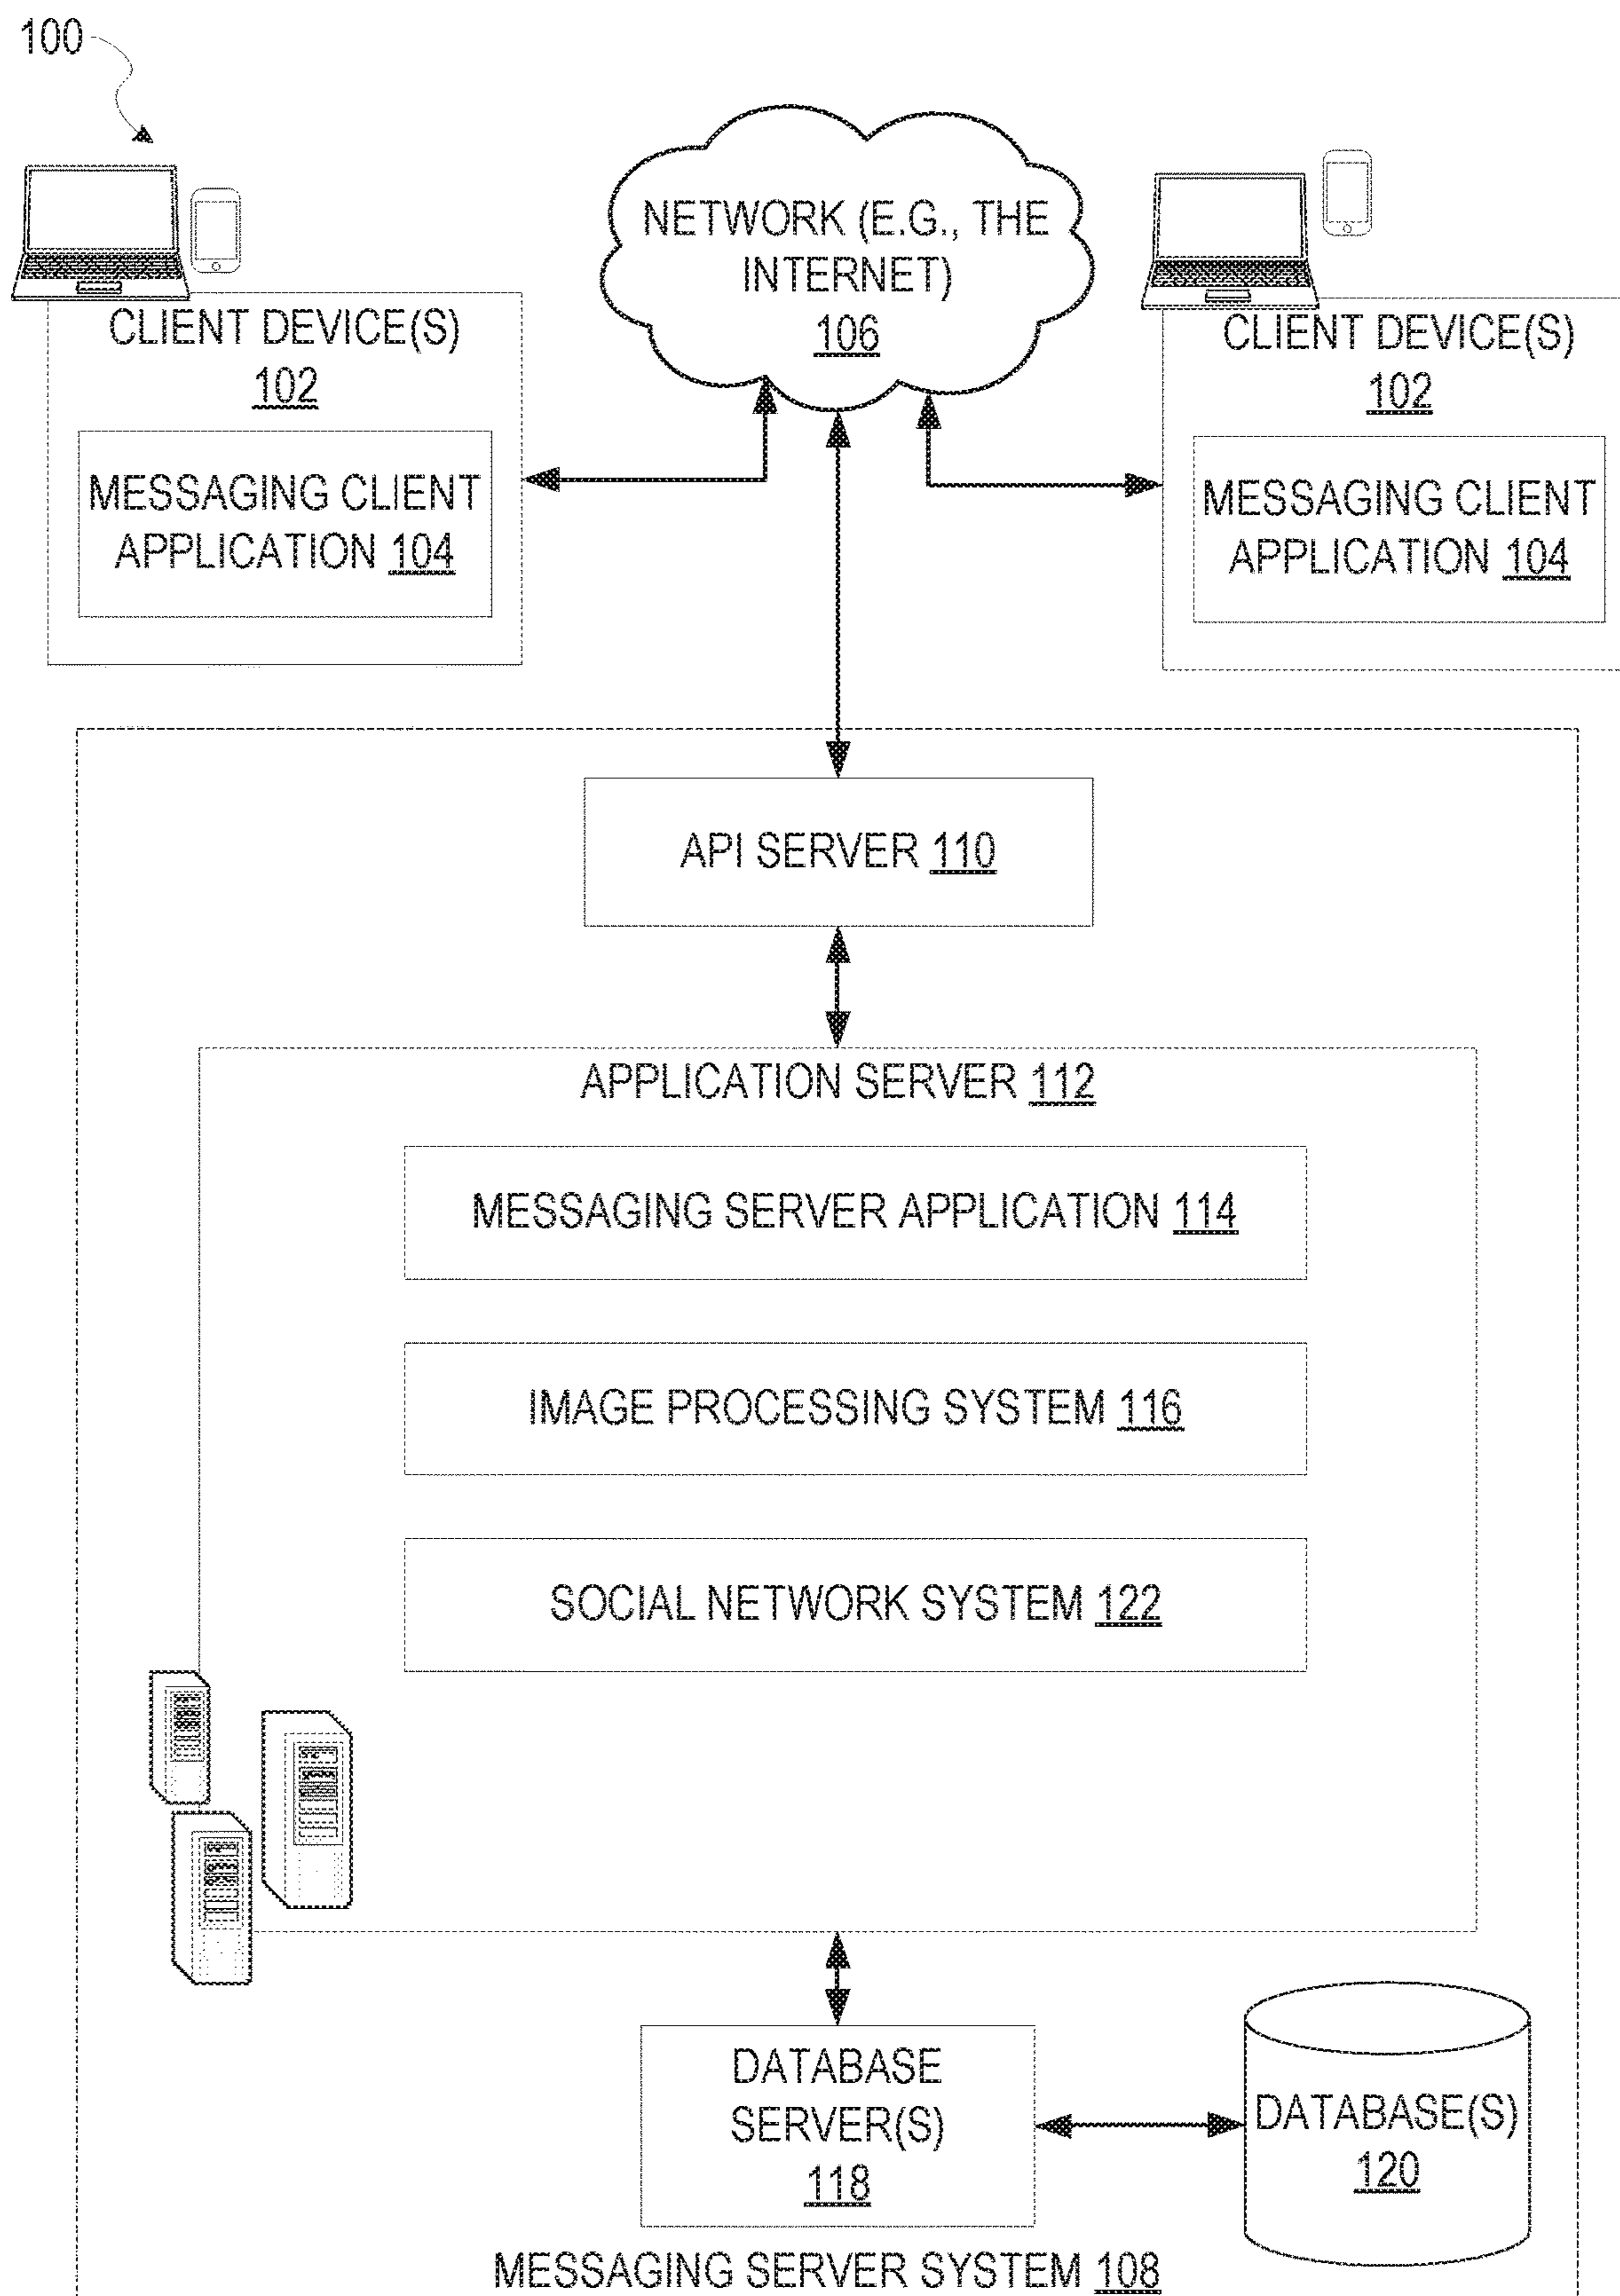 100
NETWORK (E.G., THE
INTERNET)
106
CLIENT DEVICE(S)
102
MESSAGING CLIENT
APPLICATION 104
CLIENT DEVICE(S)
102
MESSAGING CLIENT
APPLICATION 104
API SERVER 110
APPLICATION SERVER 112
MESSAGING SERVER APPLICATION 114
IMAGE PROCESSING SYSTEM 116
SOCIAL NETWORK SYSTEM 122
DATABASE
SERVER(S)
118
DATABASE(S)
120
MESSAGING SERVER SYSTEM 108